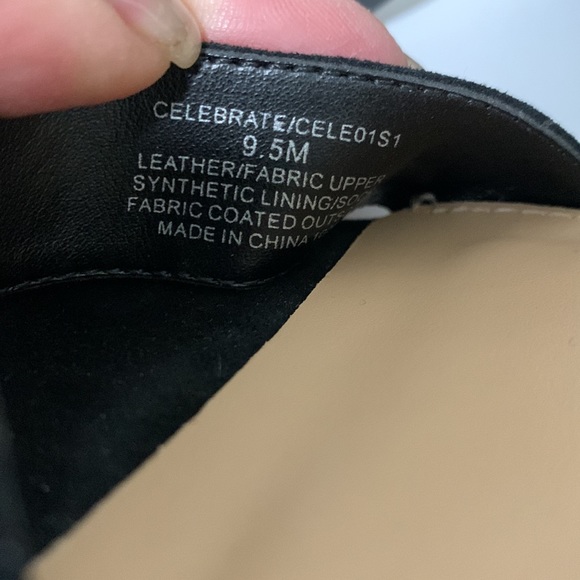 CELEBRATE/CELE01S1
9.5M
LEATHER/FABRIC UPPER
SYNTHETIC LINING/
FABRIC COATED
MADE IN CHINA